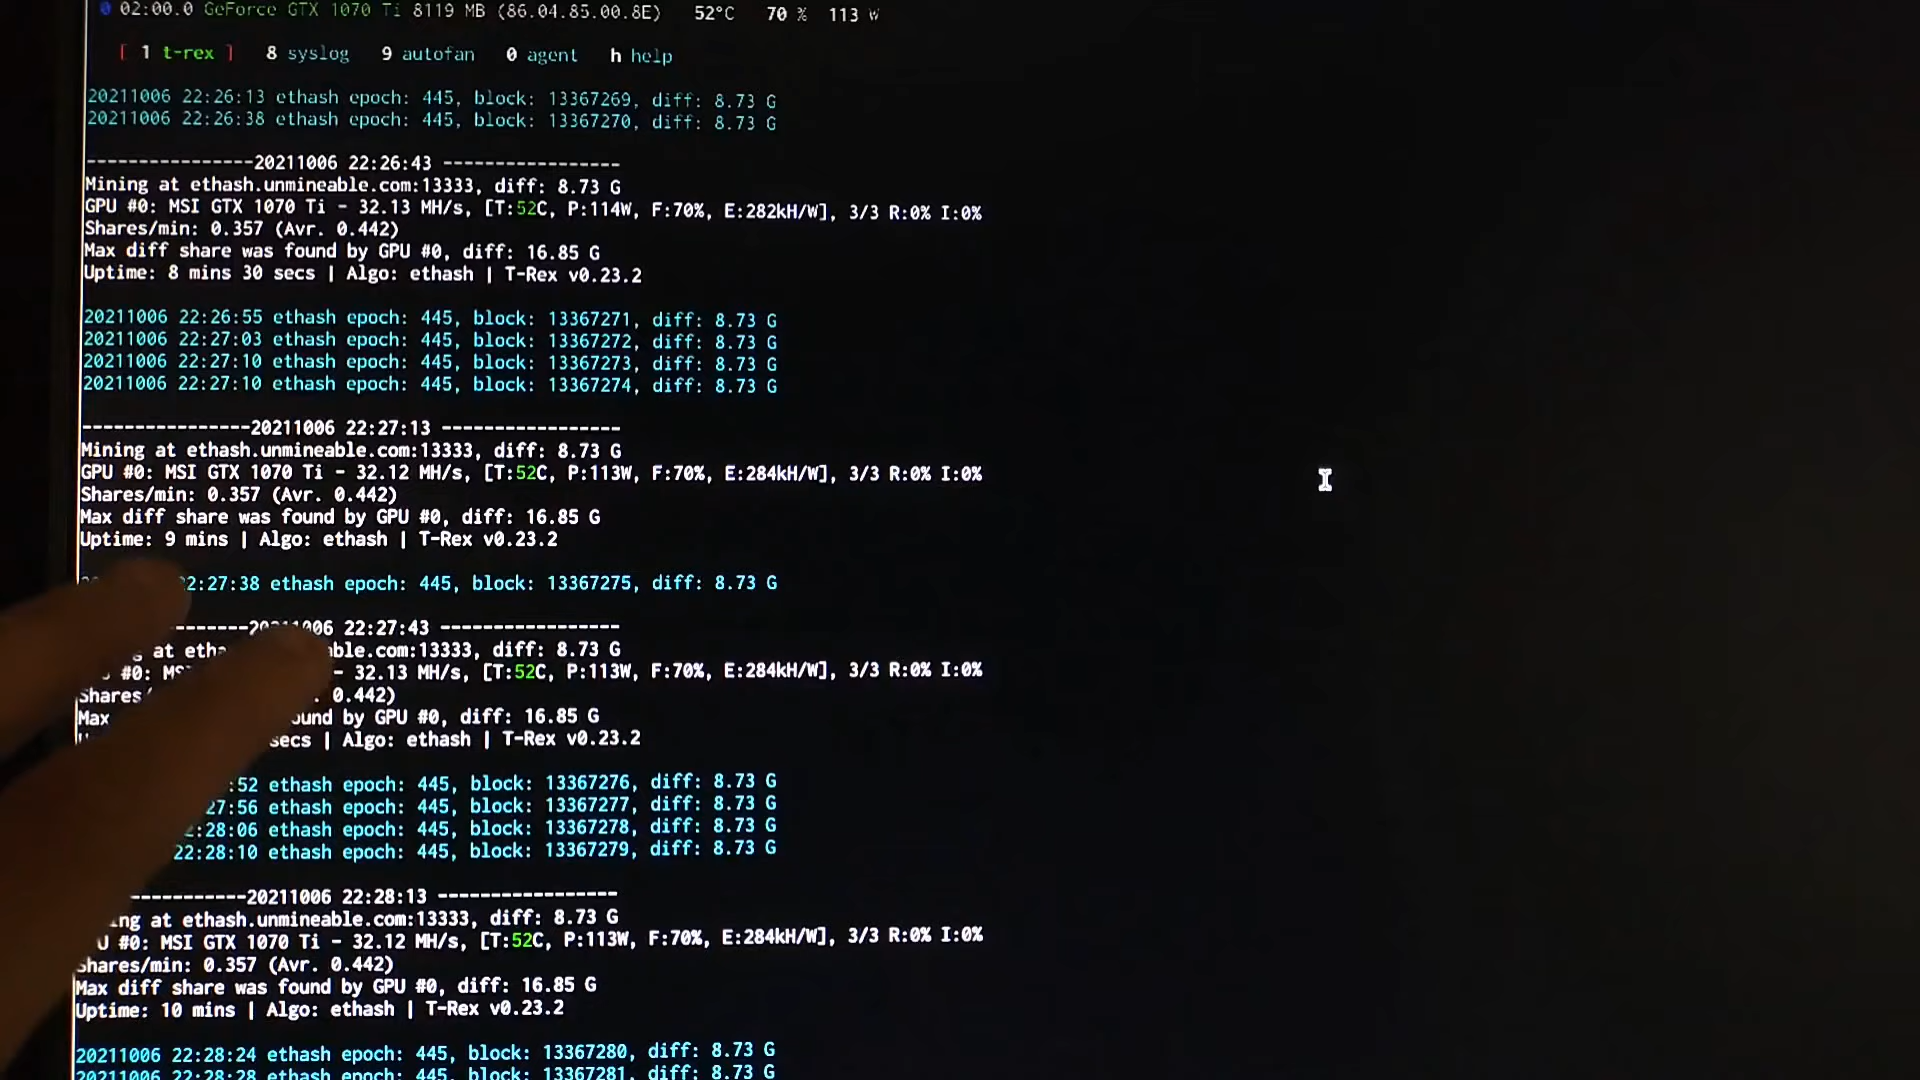 0 02:00.0 GeForce GTX 1070 Ti 8119 MB (86.04.85.00.8E) 52°C 70 % 113 W
[ 1 t-rex ] 8 syslog 9 autofan 0 agent h help
20211006 22:26:13 ethash epoch: 445, block: 13367269, diff: 8.73 G
20211006 22:26:38 ethash epoch: 445, block: 13367270, diff: 8.73 G
----------------20211006 22:26:43 -----------------
Mining at ethash.unmineable.com:13333, diff: 8.73 G
GPU #0: MSI GTX 1070 Ti - 32.13 MH/s, [T:52C, P:114W, F:70%, E:282kH/W], 3/3 R:0% I:0%
Shares/min: 0.357 (Avr. 0.442)
Max diff share was found by GPU #0, diff: 16.85 G
Uptime: 8 mins 30 secs | Algo: ethash | T-Rex v0.23.2
20211006 22:26:55 ethash epoch: 445, block: 13367271, diff: 8.73 G
20211006 22:27:03 ethash epoch: 445, block: 13367272, diff: 8.73 G
20211006 22:27:10 ethash epoch: 445, block: 13367273, diff: 8.73 G
20211006 22:27:10 ethash epoch: 445, block: 13367274, diff: 8.73 G
----------------20211006 22:27:13 -----------------
Mining at ethash.unmineable.com:13333, diff: 8.73 G
GPU #0: MSI GTX 1070 Ti - 32.12 MH/s, [T:52C, P:113W, F:70%, E:284kH/W], 3/3 R:0% I:0%
Shares/min: 0.357 (Avr. 0.442)
Max diff share was found by GPU #0, diff: 16.85 G
Uptime: 9 mins | Algo: ethash | T-Rex v0.23.2
2:27:38 ethash epoch: 445, block: 13367275, diff: 8.73 G
-------20211006 22:27:43 -----------------
at eth able.com:13333, diff: 8.73 G
#0: MS - 32.13 MH/s, [T:52C, P:113W, F:70%, E:284kH/W], 3/3 R:0% I:0%
Shares 0.442)
Max ound by GPU #0, diff: 16.85 G
secs | Algo: ethash | T-Rex v0.23.2
:52 ethash epoch: 445, block: 13367276, diff: 8.73 G
27:56 ethash epoch: 445, block: 13367277, diff: 8.73 G
:28:06 ethash epoch: 445, block: 13367278, diff: 8.73 G
22:28:10 ethash epoch: 445, block: 13367279, diff: 8.73 G
-----------20211006 22:28:13 -----------------
ing at ethash.unmineable.com:13333, diff: 8.73 G
U #0: MSI GTX 1070 Ti - 32.12 MH/s, [T:52C, P:113W, F:70%, E:284kH/W], 3/3 R:0% I:0%
Shares/min: 0.357 (Avr. 0.442)
Max diff share was found by GPU #0, diff: 16.85 G
Uptime: 10 mins | Algo: ethash | T-Rex v0.23.2
20211006 22:28:24 ethash epoch: 445, block: 13367280, diff: 8.73 G
20211006 22:28:28 ethash epoch: 445, block: 13367281, diff: 8.73 G